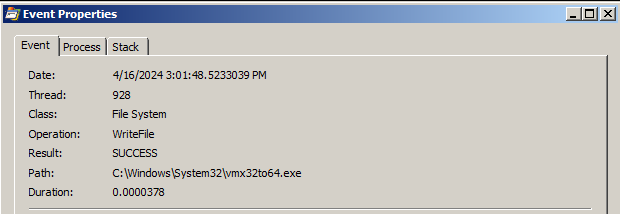 Event Properties
Event Process Stack
Date: 4/16/2024 3:01:48.5233039 PM
Thread: 928
Class: File System
Operation: WriteFile
Result: SUCCESS
Path: C:\Windows\System32\vmx32to64.exe
Duration: 0.0000378